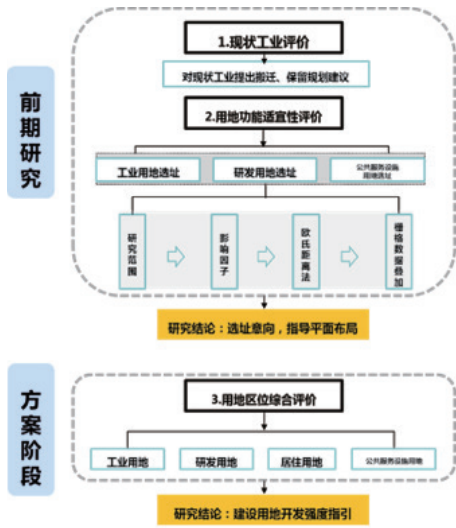 前期研究
1.现状工业评价
对现状工业提出搬迁、保留规划建议
2.用地功能适宜性评价
工业用地选址
研发用地选址
公共服务设施
用地选址
研究范围
影响因子
欧氏距离法
栅格数据叠加
研究结论：选址意向，指导平面布局
方案阶段
3.用地区位综合评价
工业用地
研发用地
居住用地
公共服务设施用地
研究结论：建设用地开发强度指引